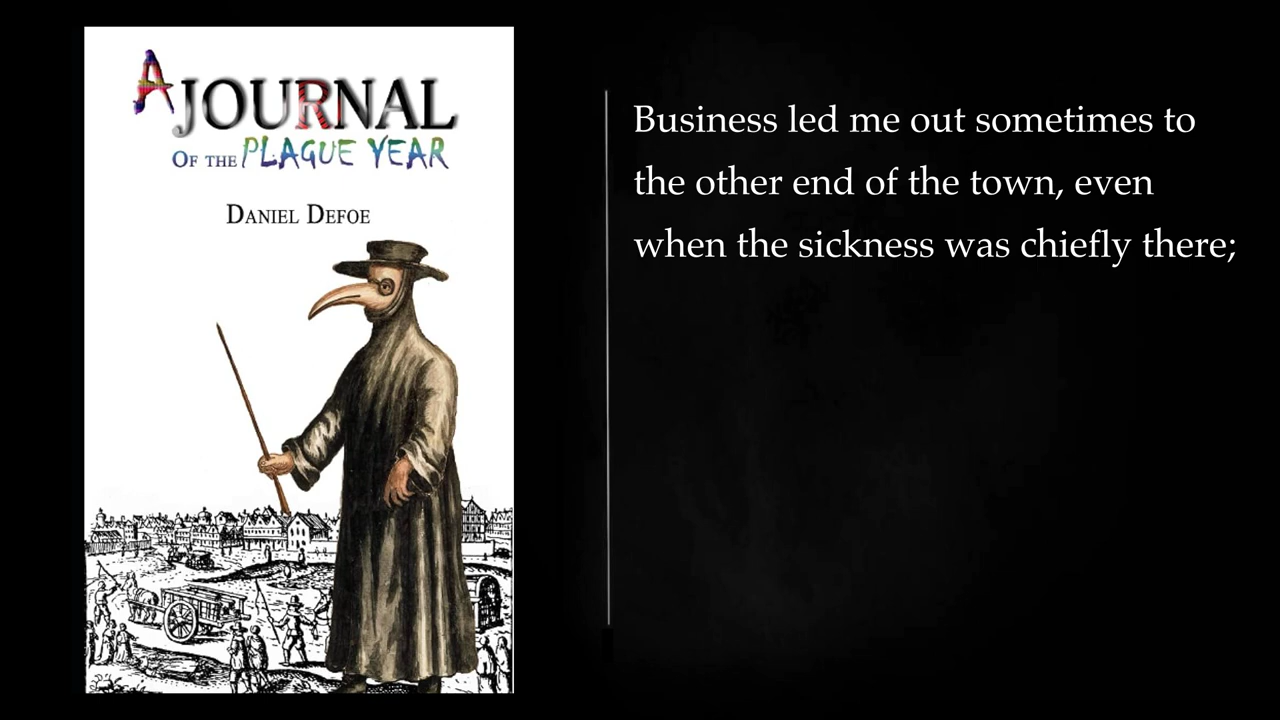 A JOURNAL
OF THE PLAGUE YEAR
DANIEL DEFOE
Business led me out sometimes to
the other end of the town, even
when the sickness was chiefly there;